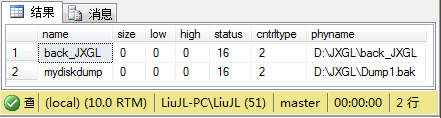 结果 消息
name size low high status cntrltype phyname
1 back_JXGL 0 0 0 16 2 D:\JXGL\back_JXGL
2 mydiskdump 0 0 0 16 2 D:\JXGL\Dump1.bak
查 (local) (10.0 RTM) LiuJL-PC\LiuJL (51) master 00:00:00 2 行